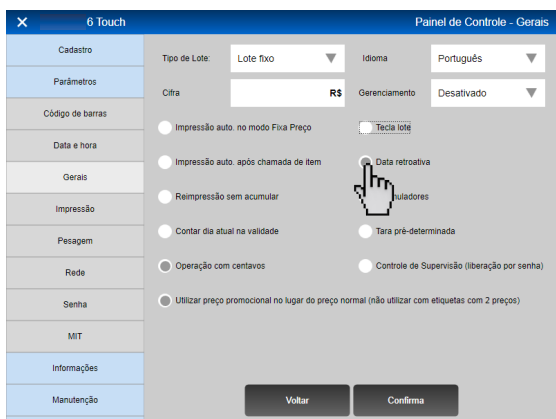 6 Touch
Painel de Controle - Gerais
Cadastro
Parâmetros
Código de barras
Data e hora
Gerais
Impressão
Pesagem
Rede
Senha
MIT
Informações
Manutenção
Tipo de Lote: Lote fixo
Idioma Português
Cifra R$
Gerenciamento Desativado
Impressão auto. no modo Fixa Preço
Tecla lote
Impressão auto. após chamada de item
Data retroativa
Reimpressão sem acumular
muladores
Contar dia atual na validade
Tara pré-determinada
Operação com centavos
Controle de Supervisão (liberação por senha)
Utilizar preço promocional no lugar do preço normal (não utilizar com etiquetas com 2 preços)
Voltar
Confirma